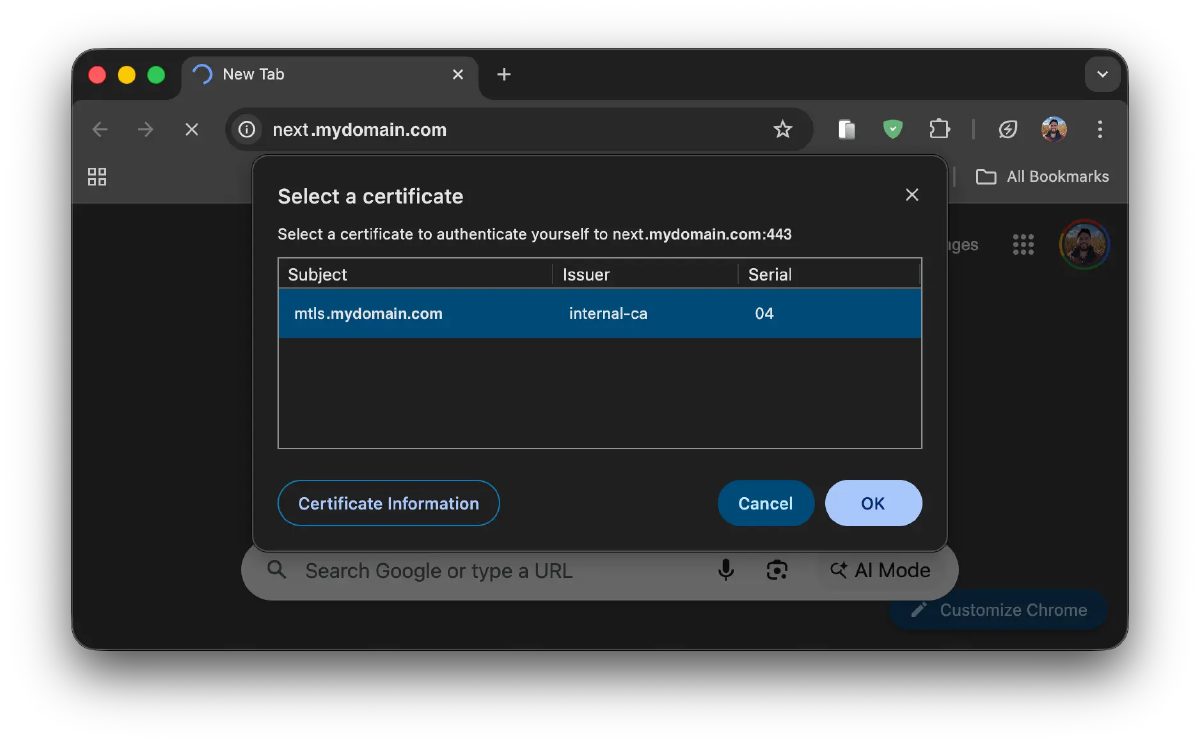 New Tab
next.mydomain.com
All Bookmarks
Select a certificate
Select a certificate to authenticate yourself to next.mydomain.com:443
Subject Issuer Serial
mtls.mydomain.com internal-ca 04
Certificate Information Cancel OK
Search Google or type a URL AI Mode
Customize Chrome